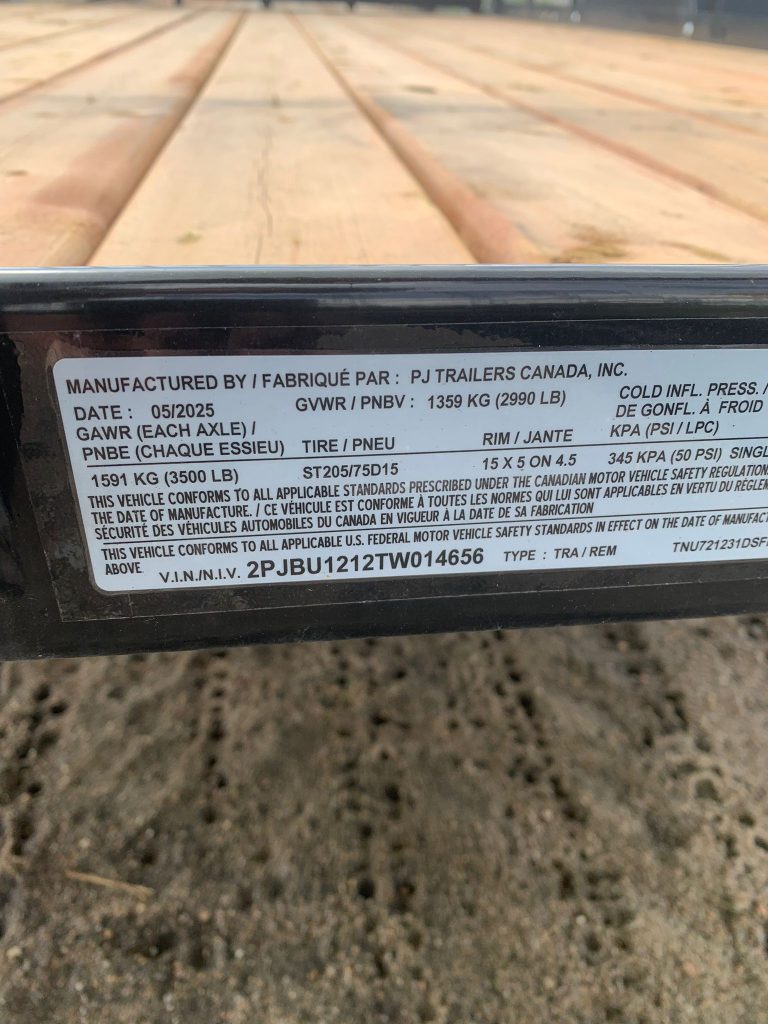 MANUFACTURED BY / FABRIQUÉ PAR : PJ TRAILERS CANADA, INC.
DATE : 05/2025 GVWR / PNBV : 1359 KG (2990 LB) COLD INFL. PRESS. /
GAWR (EACH AXLE) / DE GONFL. À FROID
PNBE (CHAQUE ESSIEU) TIRE / PNEU RIM / JANTE KPA (PSI / LPC)
1591 KG (3500 LB) ST205/75D15 15 X 5 ON 4.5 345 KPA (50 PSI) SINGL
THIS VEHICLE CONFORMS TO ALL APPLICABLE STANDARDS PRESCRIBED UNDER THE CANADIAN MOTOR VEHICLE SAFETY REGULATION
THE DATE OF MANUFACTURE. / CE VÉHICULE EST CONFORME À TOUTES LES NORMES QUI LUI SONT APPLICABLES EN VERTU DU RÉGLEM
SÉCURITÉ DES VÉHICULES AUTOMOBILES DU CANADA EN VIGUEUR À LA DATE DE SA FABRICATION
THIS VEHICLE CONFORMS TO ALL APPLICABLE U.S. FEDERAL MOTOR VEHICLE SAFETY STANDARDS IN EFFECT ON THE DATE OF MANUFACT
ABOVE.
V.I.N./N.I.V. 2PJBU1212TW014656 TYPE : TRA / REM TNU721231DSF